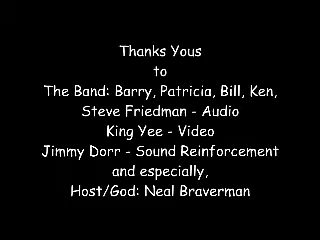 Thanks Yous
to
The Band: Barry, Patricia, Bill, Ken,
Steve Friedman - Audio
King Yee - Video
Jimmy Dorr - Sound Reinforcement
and especially,
Host/God: Neal Braverman